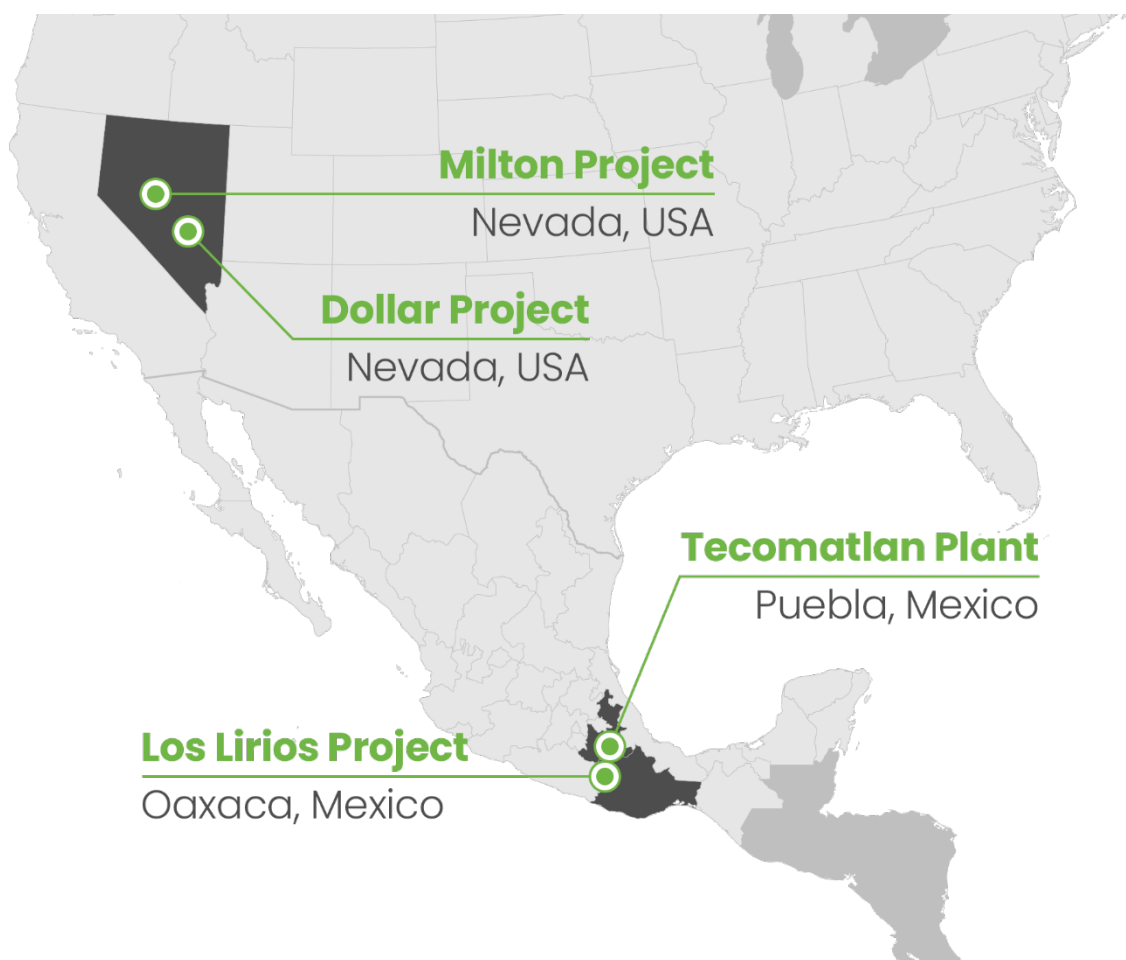 Milton Project
Nevada, USA
Dollar Project
Nevada, USA
Tecomatlan Plant
Puebla, Mexico
Los Lirios Project
Oaxaca, Mexico